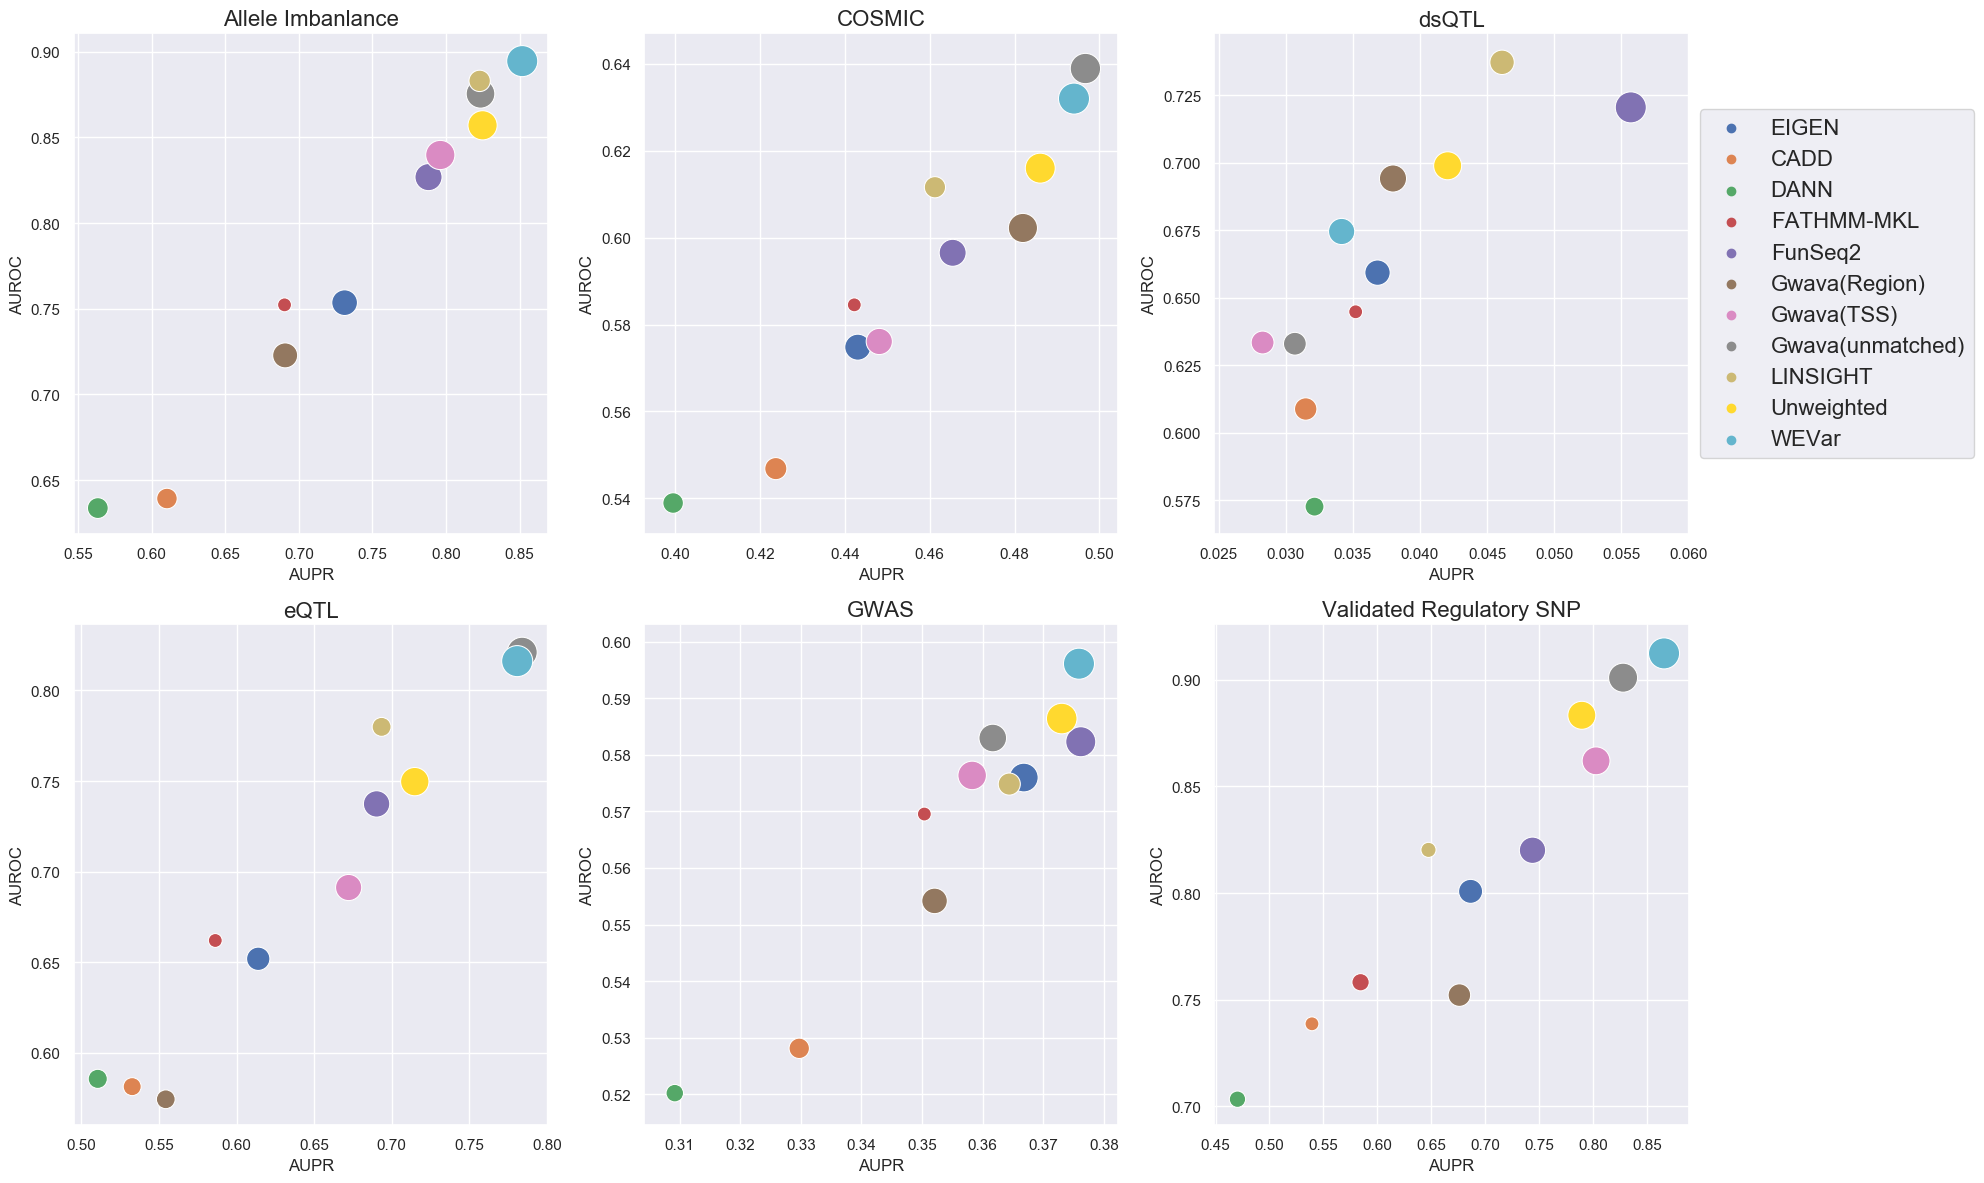 Allele Imbanlance
AUROC
0.90
0.85
0.80
0.75
0.70
0.65
0.55 0.60 0.65 0.70 0.75 0.80 0.85
AUPR
COSMIC
AUROC
0.64
0.62
0.60
0.58
0.56
0.54
0.40 0.42 0.44 0.46 0.48 0.50
AUPR
dsQTL
AUROC
0.725
0.700
0.675
0.650
0.625
0.600
0.575
0.025 0.030 0.035 0.040 0.045 0.050 0.055 0.060
AUPR
EIGEN
CADD
DANN
FATHMM-MKL
FunSeq2
Gwava(Region)
Gwava(TSS)
Gwava(unmatched)
LINSIGHT
Unweighted
WEVar
eQTL
AUROC
0.80
0.75
0.70
0.65
0.60
0.50 0.55 0.60 0.65 0.70 0.75 0.80
AUPR
GWAS
AUROC
0.60
0.59
0.58
0.57
0.56
0.55
0.54
0.53
0.52
0.31 0.32 0.33 0.34 0.35 0.36 0.37 0.38
AUPR
Validated Regulatory SNP
AUROC
0.90
0.85
0.80
0.75
0.70
0.45 0.50 0.55 0.60 0.65 0.70 0.75 0.80 0.85
AUPR